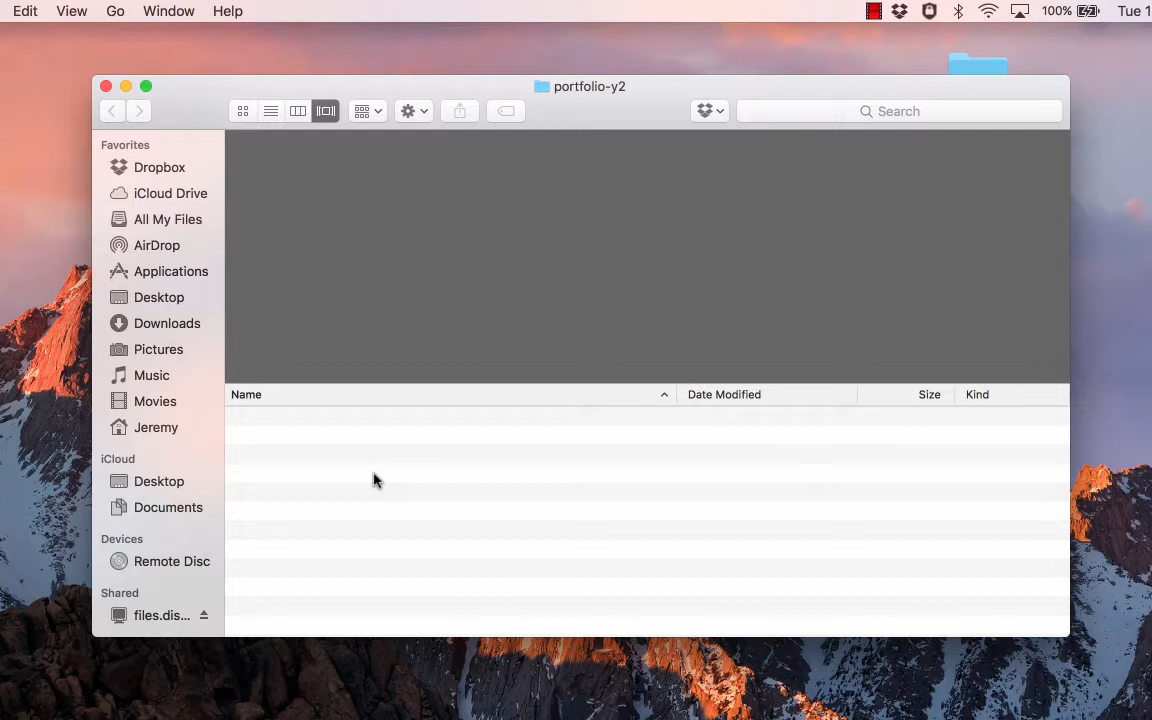 Edit View Go Window Help 100% Tue 1
portfolio-y2
Search
Favorites
Dropbox
iCloud Drive
All My Files
AirDrop
Applications
Desktop
Downloads
Pictures
Music
Movies
Jeremy
iCloud
Desktop
Documents
Devices
Remote Disc
Shared
files.dis...
Name Date Modified Size Kind